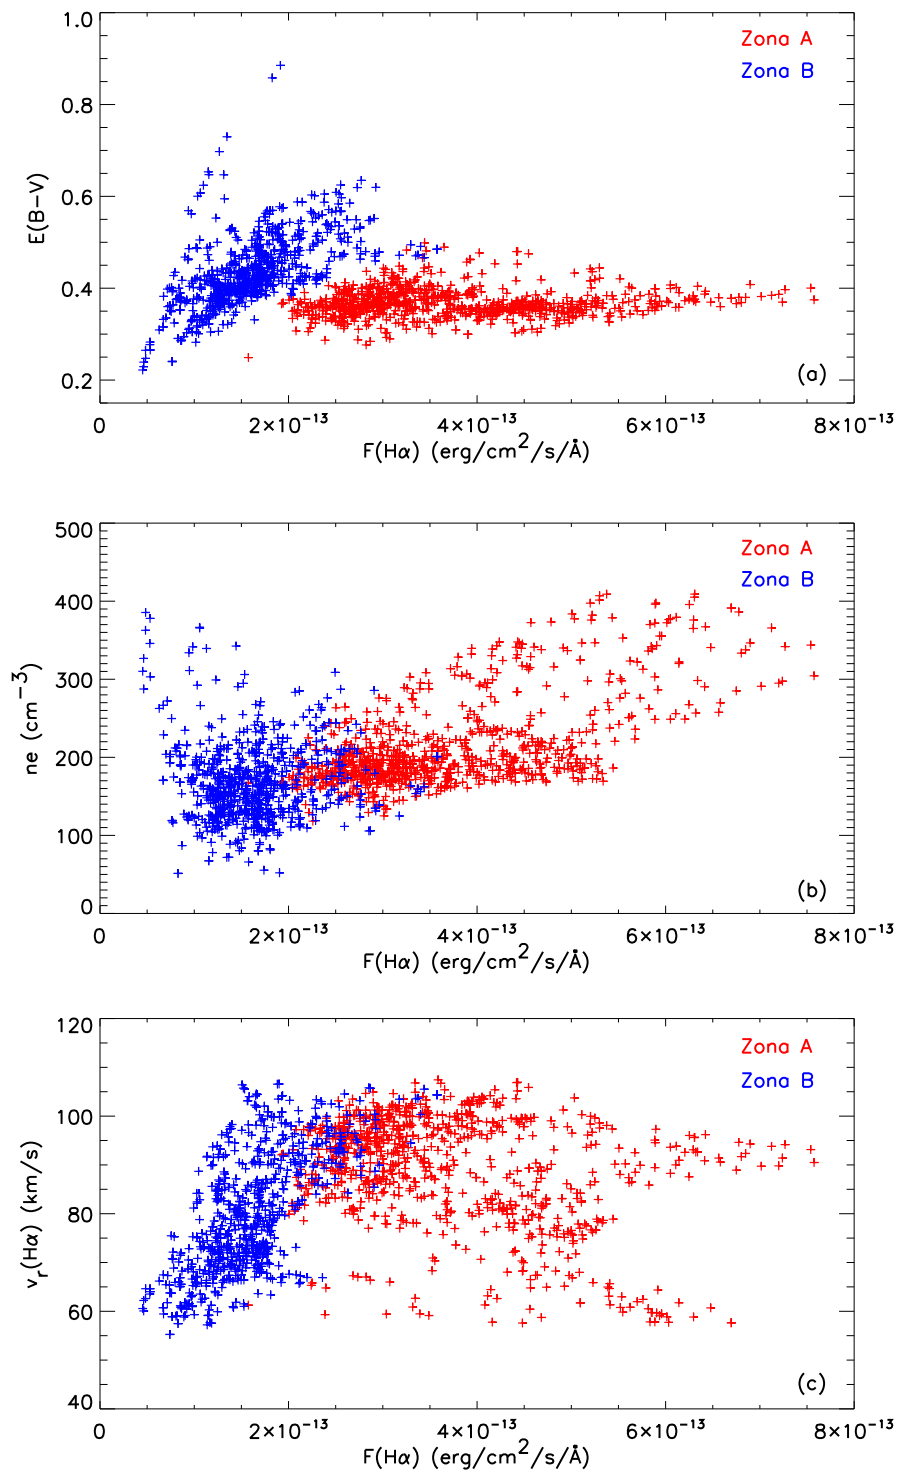 1.0
0.8
0.6
0.4
0.2
E(B−V)
Zona A
Zona B
(a)
0 2×10⁻¹³ 4×10⁻¹³ 6×10⁻¹³ 8×10⁻¹³
F(Hα) (erg/cm²/s/Å)
500
400
300
200
100
0
ne (cm⁻³)
Zona A
Zona B
(b)
0 2×10⁻¹³ 4×10⁻¹³ 6×10⁻¹³ 8×10⁻¹³
F(Hα) (erg/cm²/s/Å)
120
100
80
60
40
vᵣ(Hα) (km/s)
Zona A
Zona B
(c)
0 2×10⁻¹³ 4×10⁻¹³ 6×10⁻¹³ 8×10⁻¹³
F(Hα) (erg/cm²/s/Å)